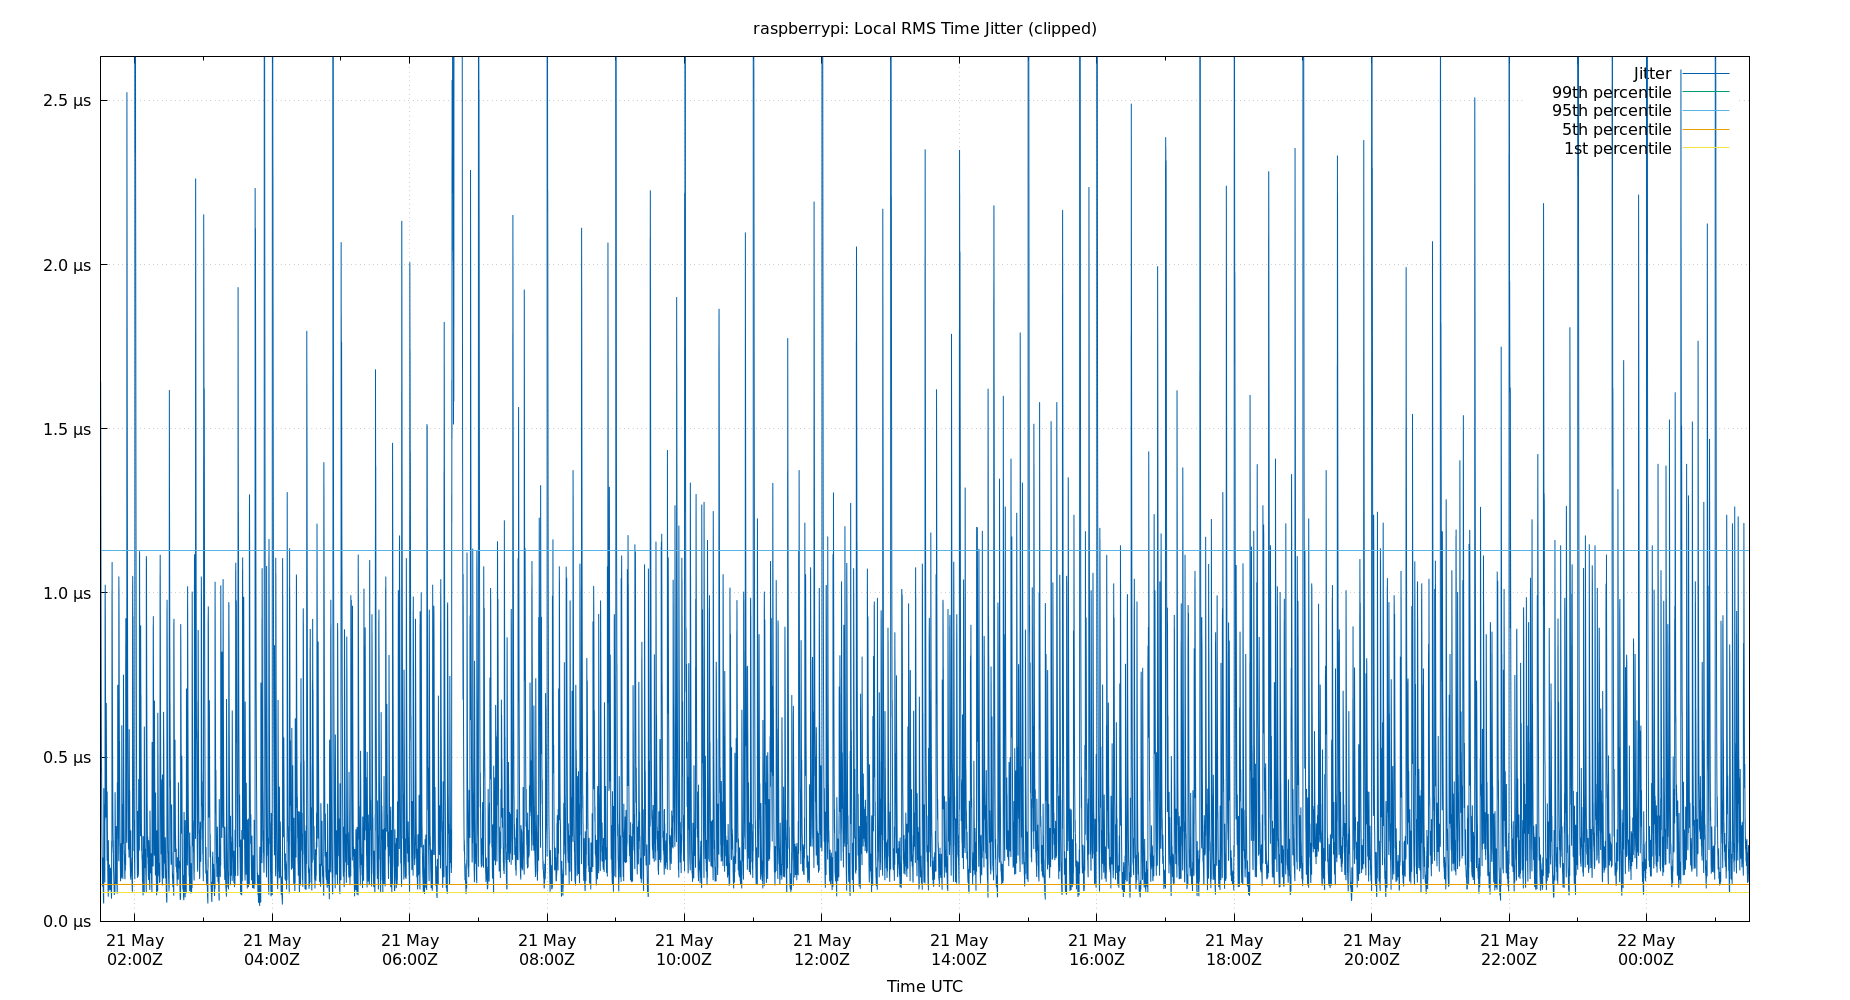 raspberrypi: Local RMS Time Jitter (clipped)
Jitter
99th percentile
95th percentile
5th percentile
1st percentile
2.5 µs
2.0 µs
1.5 µs
1.0 µs
0.5 µs
0.0 µs
21 May 21 May 21 May 21 May 21 May 21 May 21 May 21 May 21 May 21 May 21 May 22 May
02:00Z 04:00Z 06:00Z 08:00Z 10:00Z 12:00Z 14:00Z 16:00Z 18:00Z 20:00Z 22:00Z 00:00Z
Time UTC